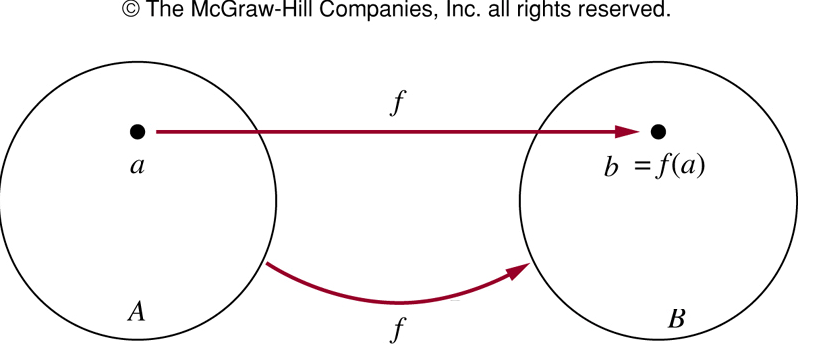 © The McGraw-Hill Companies, Inc. all rights reserved.
f
a
b = f(a)
A
B
f